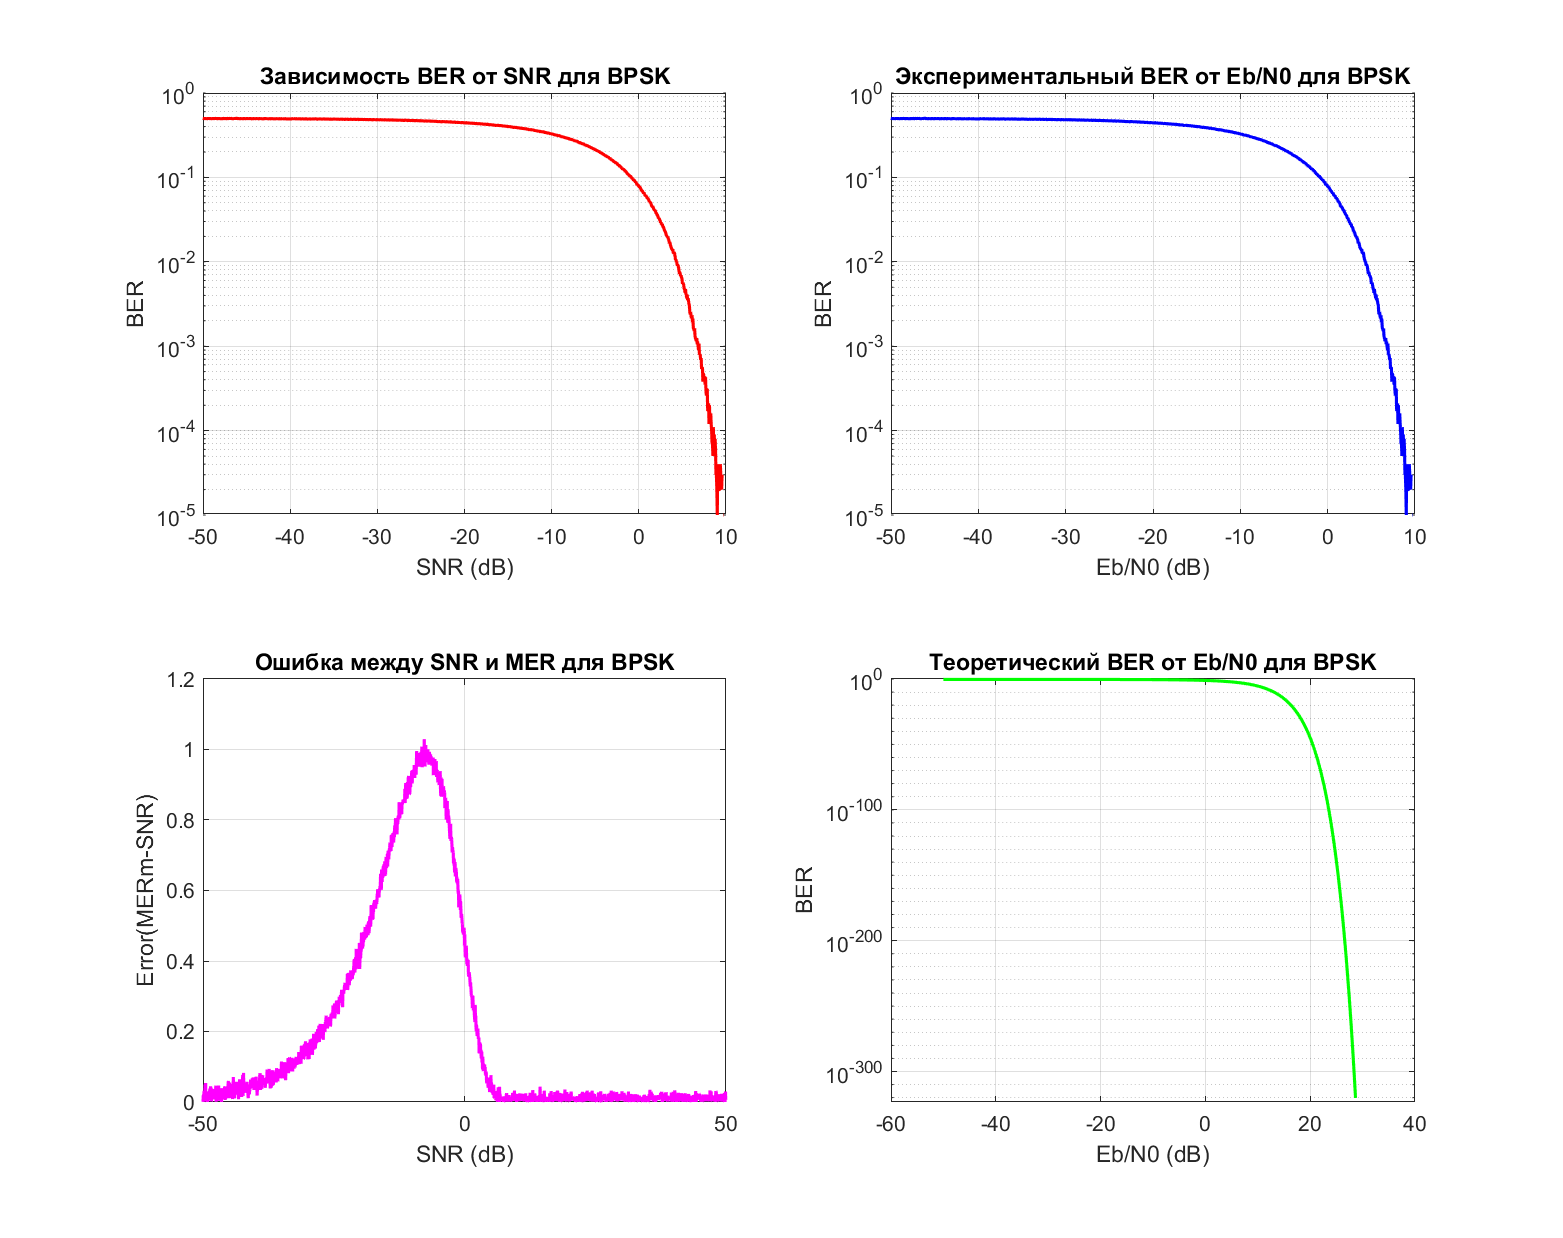 Зависимость BER от SNR для BPSK
10^0
10^-1
10^-2
10^-3
10^-4
10^-5
BER
-50 -40 -30 -20 -10 0 10
SNR (dB)
Экспериментальный BER от Eb/N0 для BPSK
10^0
10^-1
10^-2
10^-3
10^-4
10^-5
BER
-50 -40 -30 -20 -10 0 10
Eb/N0 (dB)
Ошибка между SNR и MER для BPSK
1.2
1
0.8
0.6
0.4
0.2
0
Error(MERm-SNR)
-50 0 50
SNR (dB)
Теоретический BER от Eb/N0 для BPSK
10^0
10^-100
10^-200
10^-300
BER
-60 -40 -20 0 20 40
Eb/N0 (dB)